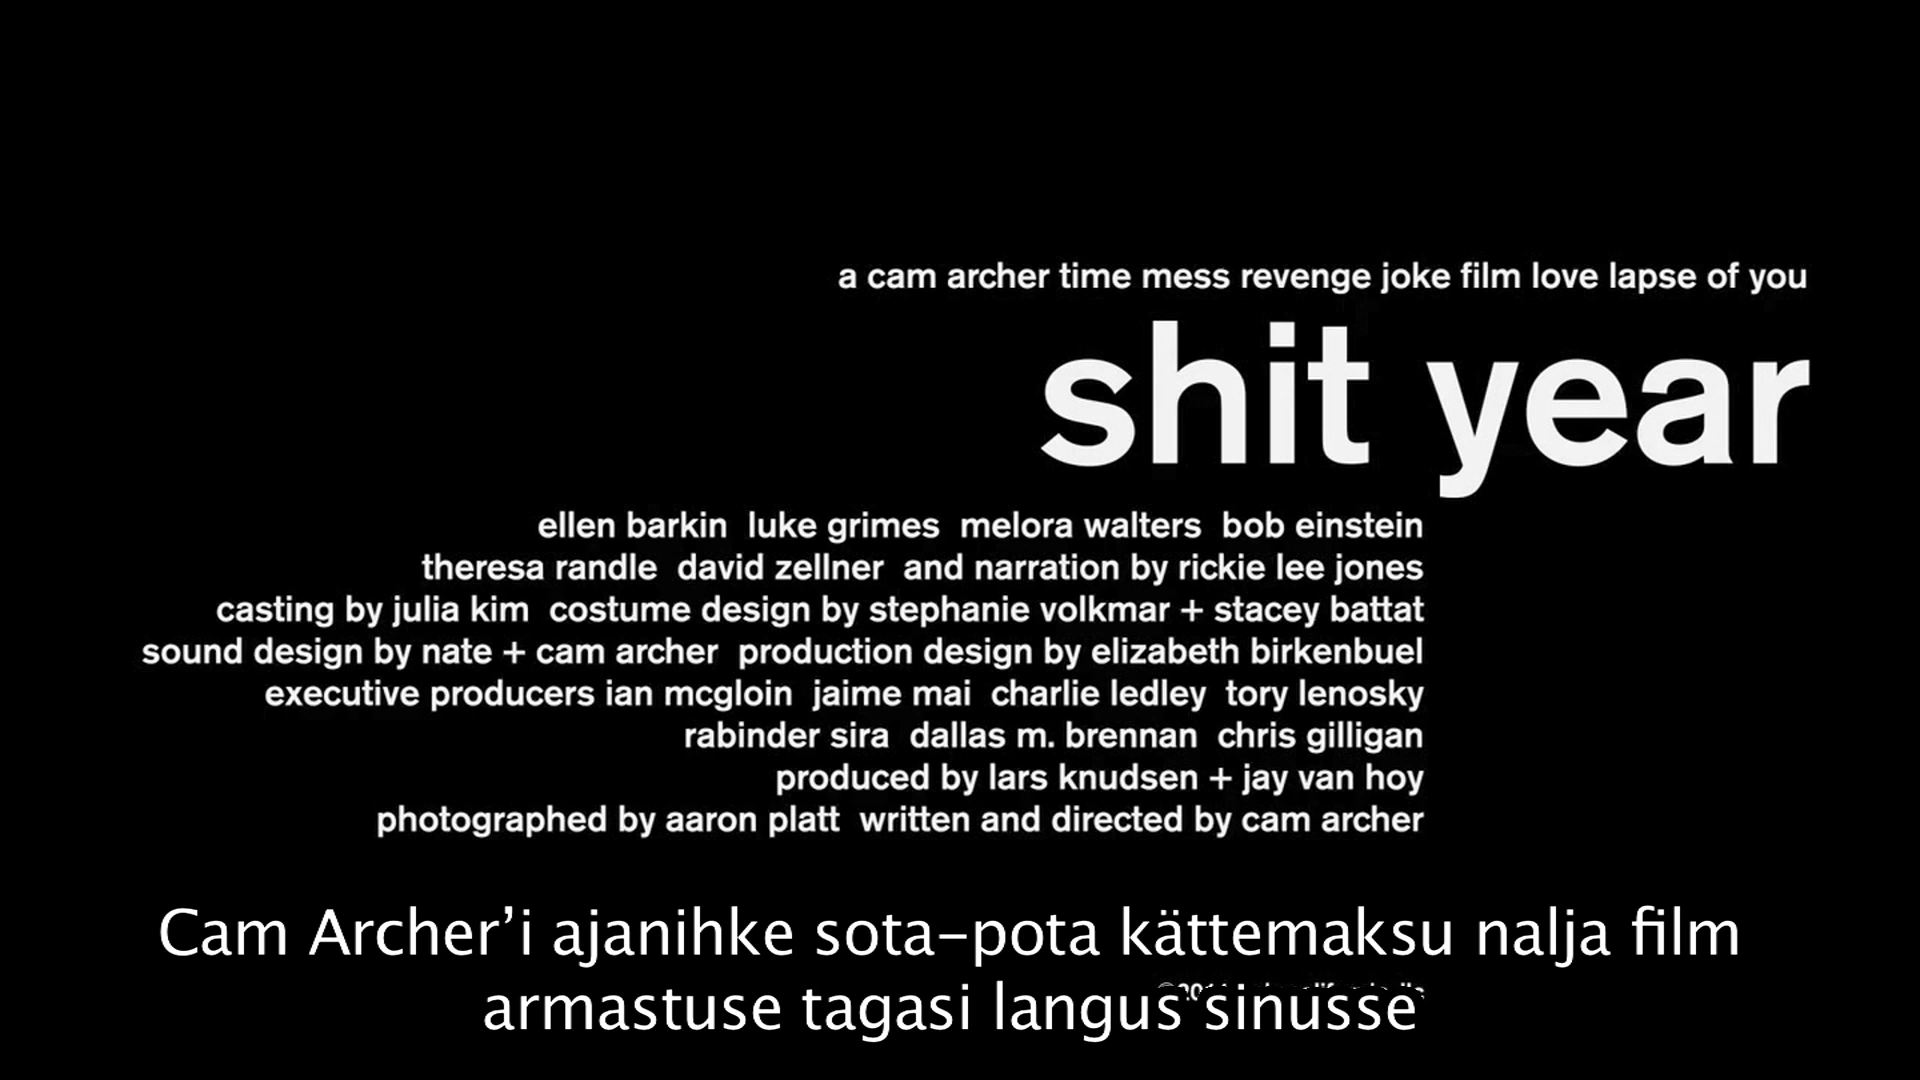 a cam archer time mess revenge joke film love lapse of you
shit year
ellen barkin luke grimes melora walters bob einstein
theresa randle david zellner and narration by rickie lee jones
casting by julia kim costume design by stephanie volkmar + stacey battat
sound design by nate + cam archer production design by elizabeth birkenbuel
executive producers ian mcgloin jaime mai charlie ledley tory lenosky
rabinder sira dallas m. brennan chris gilligan
produced by lars knudsen + jay van hoy
photographed by aaron platt written and directed by cam archer
Cam Archer’i ajanihke sota-pota kättemaksu nalja film
armastuse tagasi langus sinusse